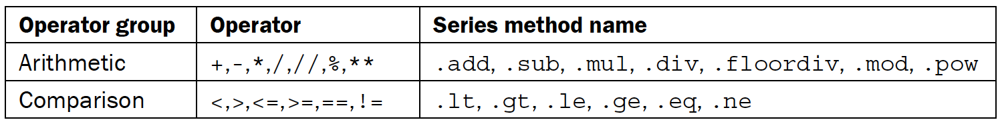 Operator group Operator Series method name
Arithmetic +,-,*,/,//,%,** .add, .sub, .mul, .div, .floordiv, .mod, .pow
Comparison <,>,<=,>=,==,!= .lt, .gt, .le, .ge, .eq, .ne